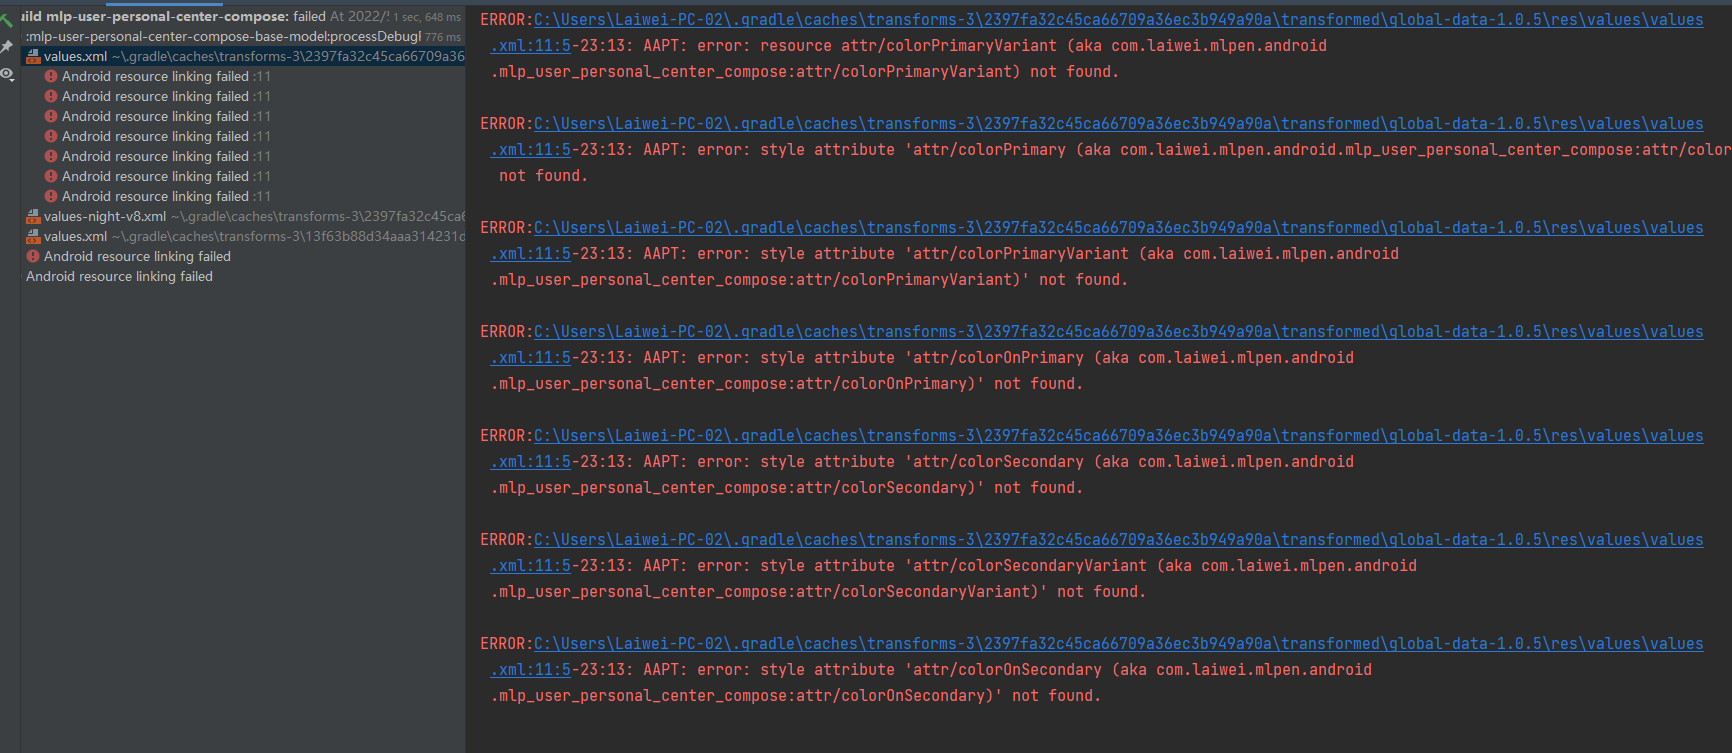 uild mlp-user-personal-center-compose: failed At 2022/! 1 sec, 648 ms
:mlp-user-personal-center-compose-base-model:processDebugl 776 ms
values.xml ~\.gradle\caches\transforms-3\2397fa32c45ca66709a36
Android resource linking failed :11
Android resource linking failed :11
Android resource linking failed :11
Android resource linking failed :11
Android resource linking failed :11
Android resource linking failed :11
Android resource linking failed :11
values-night-v8.xml ~\.gradle\caches\transforms-3\2397fa32c45ca6
values.xml ~\.gradle\caches\transforms-3\13f63b88d34aaa314231d
Android resource linking failed
Android resource linking failed
ERROR:C:\Users\Laiwei-PC-02\.gradle\caches\transforms-3\2397fa32c45ca66709a36ec3b949a90a\transformed\global-data-1.0.5\res\values\values
.xml:11:5-23:13: AAPT: error: resource attr/colorPrimaryVariant (aka com.laiwei.mlpen.android
.mlp_user_personal_center_compose:attr/colorPrimaryVariant) not found.
ERROR:C:\Users\Laiwei-PC-02\.gradle\caches\transforms-3\2397fa32c45ca66709a36ec3b949a90a\transformed\global-data-1.0.5\res\values\values
.xml:11:5-23:13: AAPT: error: style attribute 'attr/colorPrimary (aka com.laiwei.mlpen.android.mlp_user_personal_center_compose:attr/color
not found.
ERROR:C:\Users\Laiwei-PC-02\.gradle\caches\transforms-3\2397fa32c45ca66709a36ec3b949a90a\transformed\global-data-1.0.5\res\values\values
.xml:11:5-23:13: AAPT: error: style attribute 'attr/colorPrimaryVariant (aka com.laiwei.mlpen.android
.mlp_user_personal_center_compose:attr/colorPrimaryVariant)' not found.
ERROR:C:\Users\Laiwei-PC-02\.gradle\caches\transforms-3\2397fa32c45ca66709a36ec3b949a90a\transformed\global-data-1.0.5\res\values\values
.xml:11:5-23:13: AAPT: error: style attribute 'attr/colorOnPrimary (aka com.laiwei.mlpen.android
.mlp_user_personal_center_compose:attr/colorOnPrimary)' not found.
ERROR:C:\Users\Laiwei-PC-02\.gradle\caches\transforms-3\2397fa32c45ca66709a36ec3b949a90a\transformed\global-data-1.0.5\res\values\values
.xml:11:5-23:13: AAPT: error: style attribute 'attr/colorSecondary (aka com.laiwei.mlpen.android
.mlp_user_personal_center_compose:attr/colorSecondary)' not found.
ERROR:C:\Users\Laiwei-PC-02\.gradle\caches\transforms-3\2397fa32c45ca66709a36ec3b949a90a\transformed\global-data-1.0.5\res\values\values
.xml:11:5-23:13: AAPT: error: style attribute 'attr/colorSecondaryVariant (aka com.laiwei.mlpen.android
.mlp_user_personal_center_compose:attr/colorSecondaryVariant)' not found.
ERROR:C:\Users\Laiwei-PC-02\.gradle\caches\transforms-3\2397fa32c45ca66709a36ec3b949a90a\transformed\global-data-1.0.5\res\values\values
.xml:11:5-23:13: AAPT: error: style attribute 'attr/colorOnSecondary (aka com.laiwei.mlpen.android
.mlp_user_personal_center_compose:attr/colorOnSecondary)' not found.